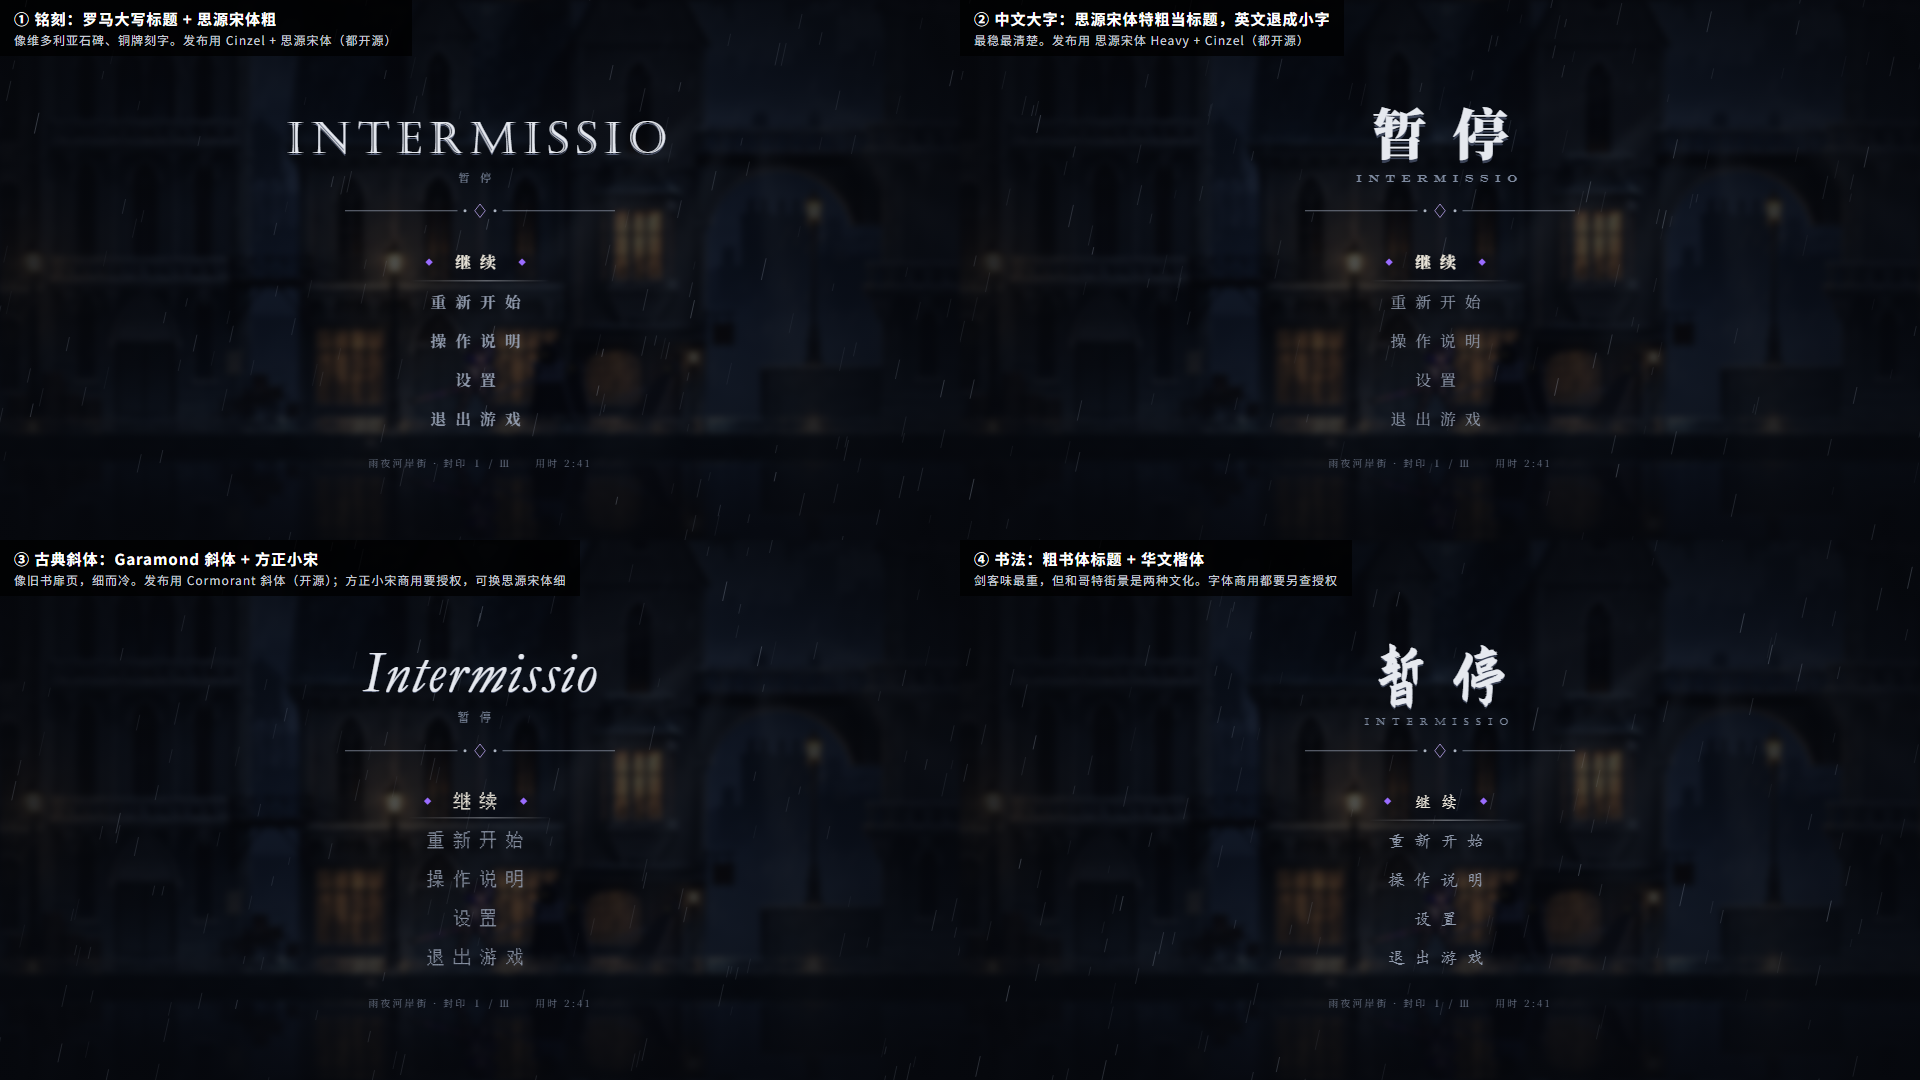 ① 铭刻：罗马大写标题 + 思源宋体粗
像维多利亚石碑、铜牌刻字。发布用 Cinzel + 思源宋体（都开源）
INTERMISSIO
暂停
继续
重新开始
操作说明
设置
退出游戏
雨夜河岸街 · 封印 I / III 用时 2:41
② 中文大字：思源宋体特粗当标题，英文退成小字
最稳最清楚。发布用 思源宋体 Heavy + Cinzel（都开源）
暂停
INTERMISSIO
继续
重新开始
操作说明
设置
退出游戏
雨夜河岸街 · 封印 I / III 用时 2:41
③ 古典斜体：Garamond 斜体 + 方正小宋
像旧书扉页，细而冷。发布用 Cormorant 斜体（开源）；方正小宋商用要授权，可换思源宋体细
Intermissio
暂停
继续
重新开始
操作说明
设置
退出游戏
雨夜河岸街 · 封印 I / III 用时 2:41
④ 书法：粗书体标题 + 华文楷体
剑客味最重，但和哥特街景是两种文化。字体商用都要另查授权
暂停
INTERMISSIO
继续
重新开始
操作说明
设置
退出游戏
雨夜河岸街 · 封印 I / III 用时 2:41